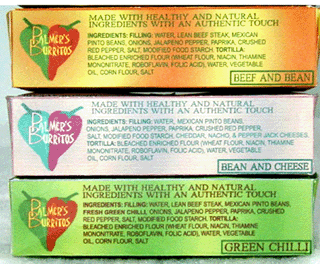 PALMER'S
BURRITOS
MADE WITH HEALTHY AND NATURAL
INGREDIENTS WITH AN AUTHENTIC TOUCH
INGREDIENTS: FILLING: WATER, LEAN BEEF STEAK, MEXICAN
PINTO BEANS, ONIONS, JALAPENO PEPPER, PAPRIKA, CRUSHED
RED PEPPER, SALT, MODIFIED FOOD STARCH. TORTILLA:
BLEACHED ENRICHED FLOUR (WHEAT FLOUR, NIACIN, THIAMINE
MONONITRATE, ROBOFLAVIN, FOLIC ACID), WATER, VEGETABLE
OIL, CORN FLOUR, SALT
BEEF AND BEAN
PALMER'S
BURRITOS
MADE WITH HEALTHY AND NATURAL
INGREDIENTS WITH AN AUTHENTIC TOUCH
INGREDIENTS: FILLING: WATER, MEXICAN PINTO BEANS,
ONIONS, JALAPENO PEPPER, PAPRIKA, CRUSHED RED PEPPER,
SALT, MODIFIED FOOD STARCH, CHEDDAR, NACHO, & PEPPER JACK CHEESES.
TORTILLA: BLEACHED ENRICHED FLOUR (WHEAT FLOUR, NIACIN, THIAMINE
MONONITRATE, ROBOFLAVIN, FOLIC ACID), WATER, VEGETABLE
OIL, CORN FLOUR, SALT
BEAN AND CHEESE
PALMER'S
BURRITOS
MADE WITH HEALTHY AND NATURAL
INGREDIENTS WITH AN AUTHENTIC TOUCH
INGREDIENTS: FILLING: WATER, LEAN BEEF STEAK, MEXICAN PINTO BEANS,
FRESH GREEN CHILLI, ONIONS, JALAPENO PEPPER, PAPRIKA, CRUSHED
RED PEPPER, SALT, MODIFIED FOOD STARCH. TORTILLA:
BLEACHED ENRICHED FLOUR (WHEAT FLOUR, NIACIN, THIAMINE
MONONITRATE, ROBOFLAVIN, FOLIC ACID), WATER, VEGETABLE
OIL, CORN FLOUR, SALT
GREEN CHILLI